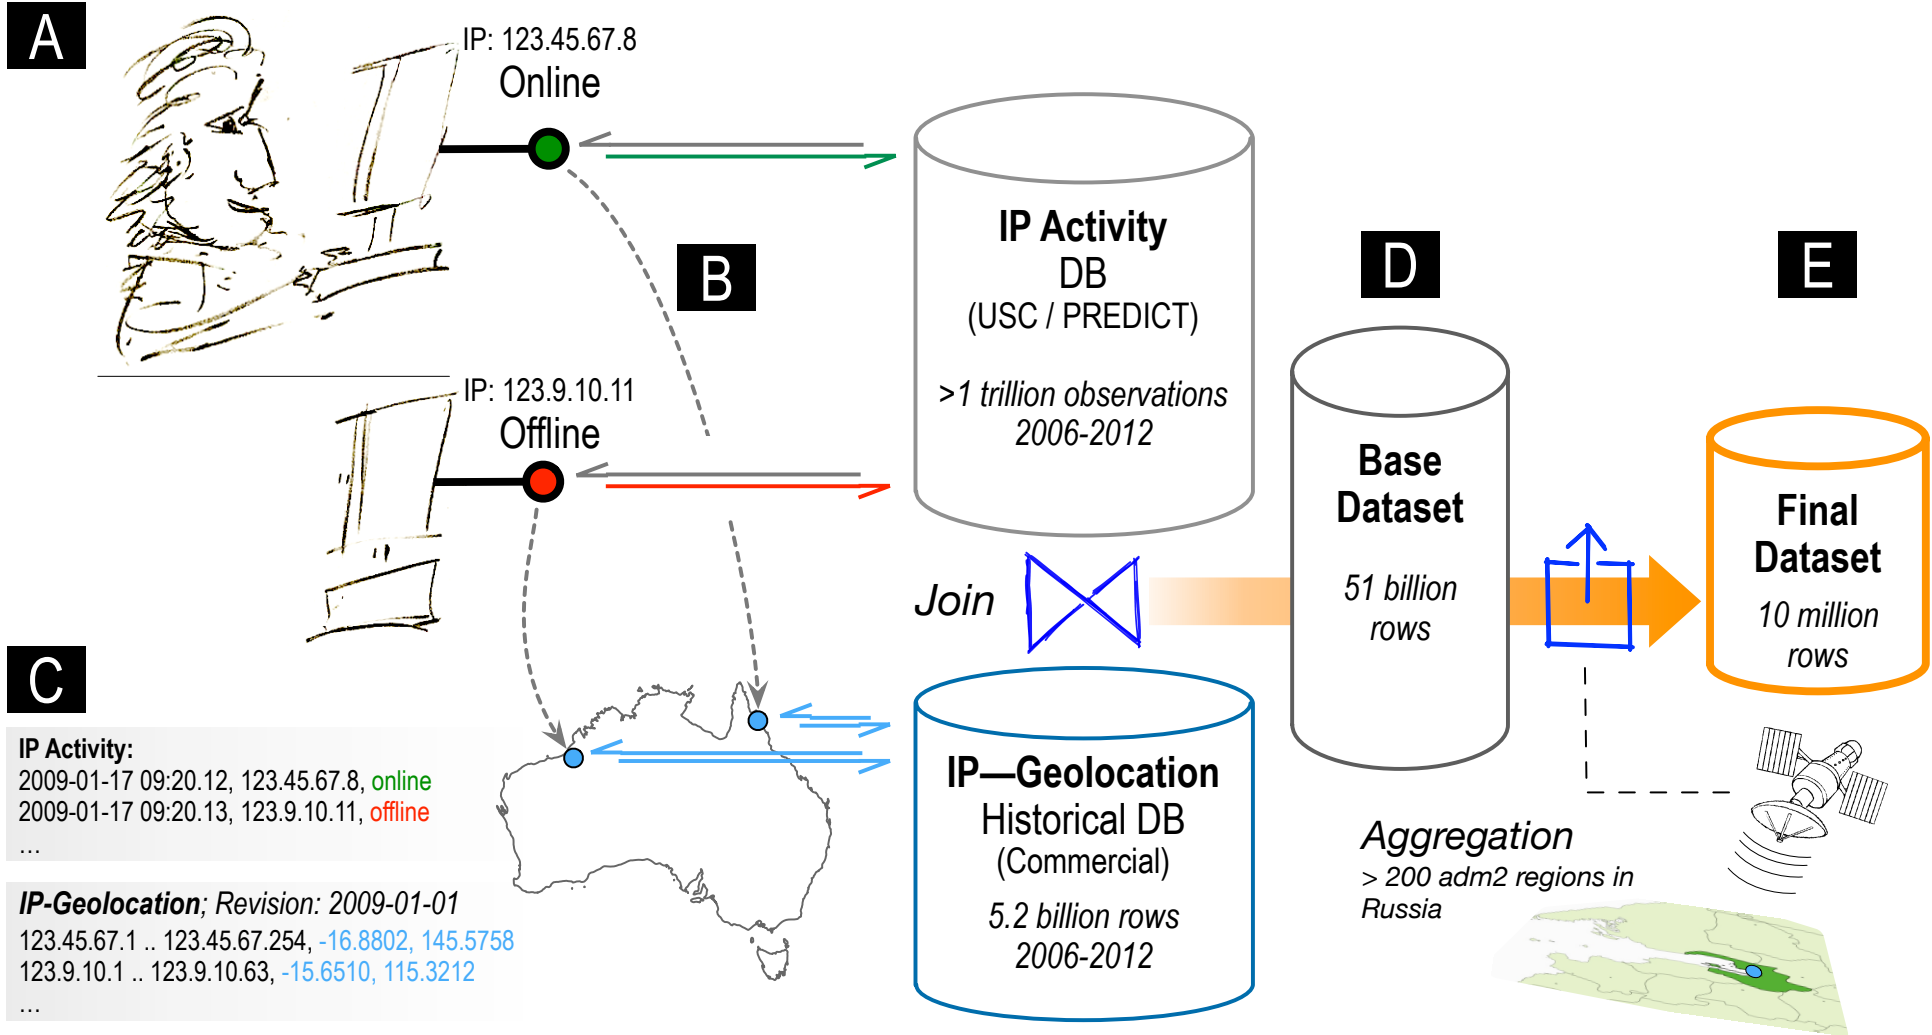 A
IP: 123.45.67.8
Online
B
IP Activity
DB
(USC / PREDICT)
>1 trillion observations
2006-2012
D
E
IP: 123.9.10.11
Offline
Base
Dataset
51 billion
rows
Final
Dataset
10 million
rows
Join
C
IP Activity:
2009-01-17 09:20.12, 123.45.67.8, online
2009-01-17 09:20.13, 123.9.10.11, offline
...
IP-Geolocation; Revision: 2009-01-01
123.45.67.1 .. 123.45.67.254, -16.8802, 145.5758
123.9.10.1 .. 123.9.10.63, -15.6510, 115.3212
...
IP—Geolocation
Historical DB
(Commercial)
5.2 billion rows
2006-2012
Aggregation
> 200 adm2 regions in
Russia